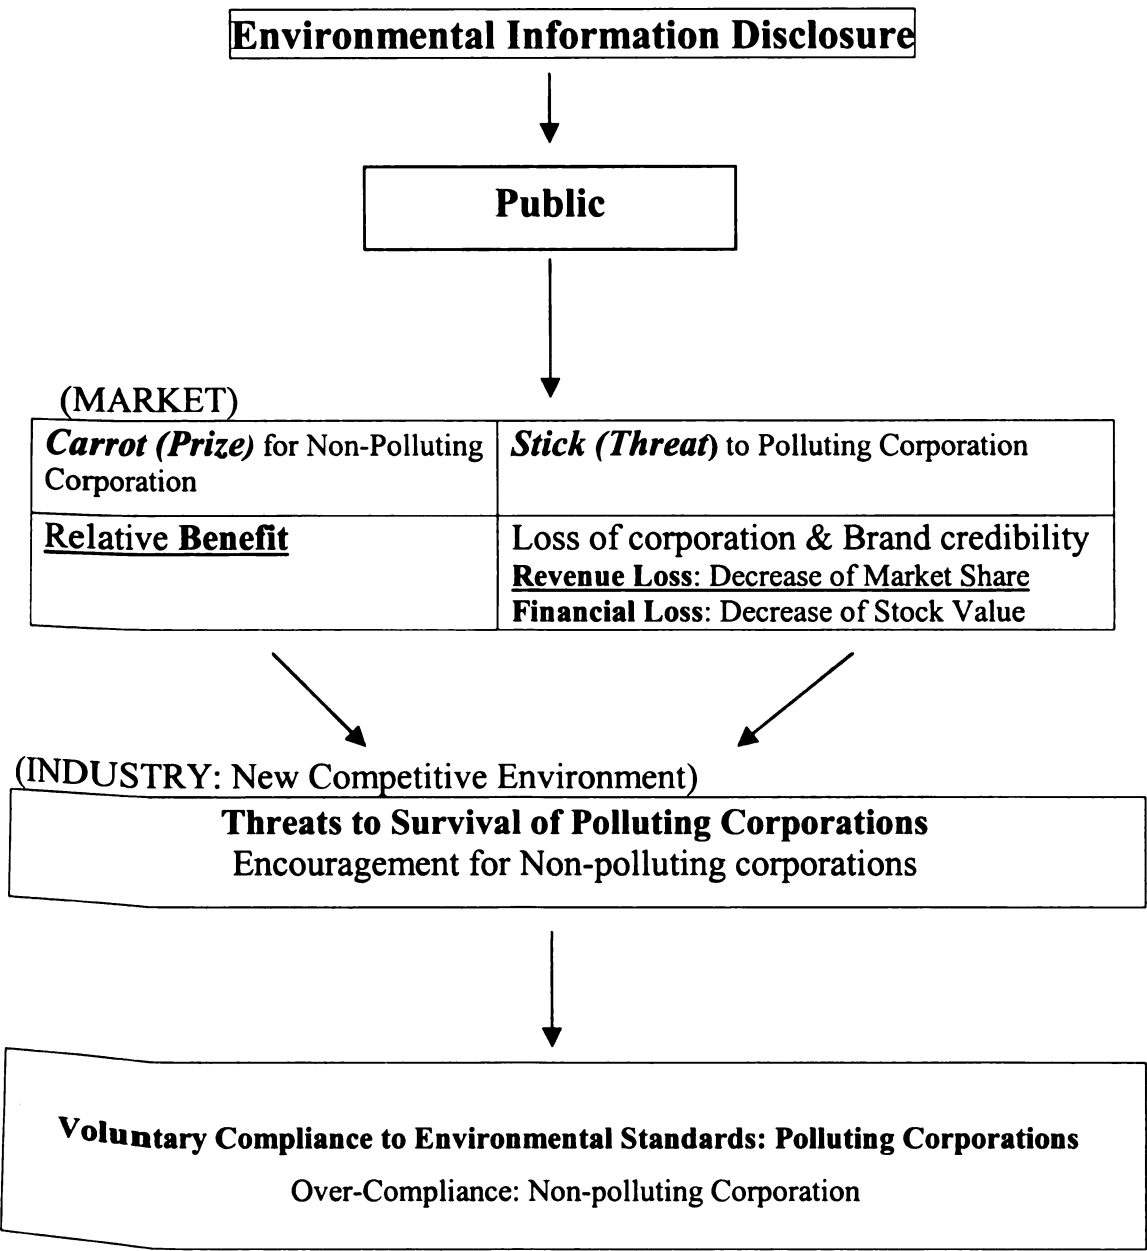 Environmental Information Disclosure
Public
(MARKET)
Carrot (Prize) for Non-Polluting
Corporation
Stick (Threat) to Polluting Corporation
Relative Benefit
Loss of corporation & Brand credibility
Revenue Loss: Decrease of Market Share
Financial Loss: Decrease of Stock Value
(INDUSTRY: New Competitive Environment)
Threats to Survival of Polluting Corporations
Encouragement for Non-polluting corporations
Voluntary Compliance to Environmental Standards: Polluting Corporations
Over-Compliance: Non-polluting Corporation